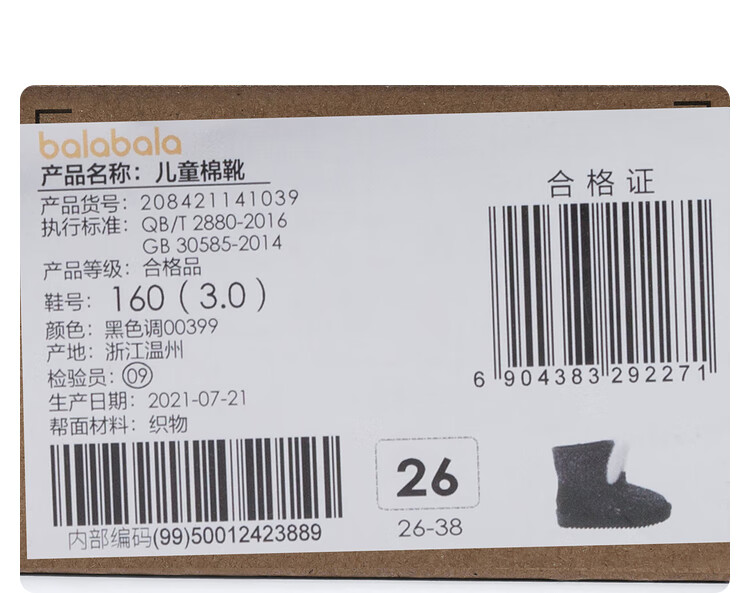 balabala
产品名称：儿童棉靴
产品货号：208421141039
执行标准：QB/T 2880-2016
GB 30585-2014
产品等级：合格品
鞋号：160（3.0）
颜色：黑色调00399
产地：浙江温州
检验员：09
生产日期：2021-07-21
帮面材料：织物
内部编码(99)50012423889
合格证
6 904383 292271
26
26-38